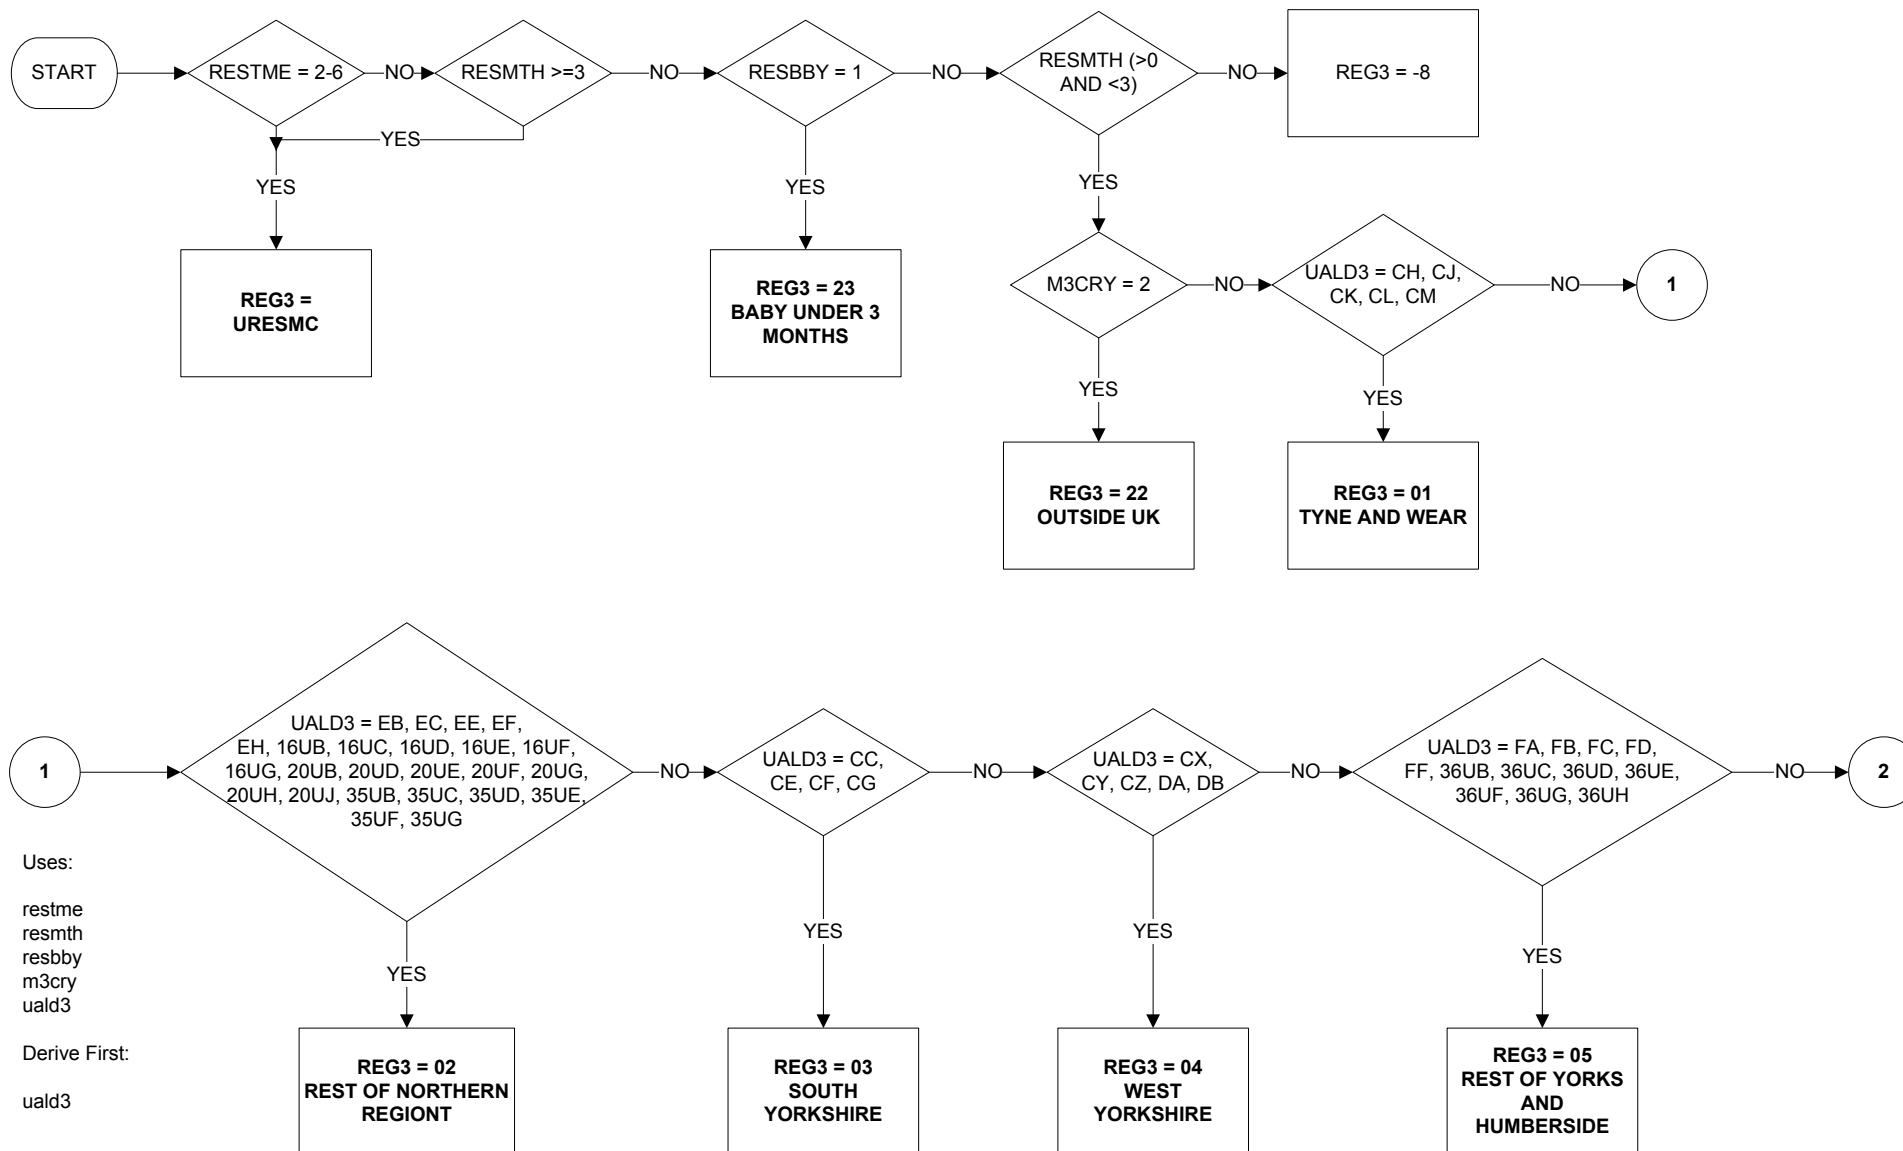 START
RESTME = 2-6
NO
RESMTH >=3
NO
RESBBY = 1
NO
RESMTH (>0
AND <3)
NO
REG3 = -8
YES
YES
YES
YES
REG3 =
URESMC
REG3 = 23
BABY UNDER 3
MONTHS
M3CRY = 2
NO
UALD3 = CH, CJ,
CK, CL, CM
NO
1
YES
YES
REG3 = 22
OUTSIDE UK
REG3 = 01
TYNE AND WEAR
1
UALD3 = EB, EC, EE, EF,
EH, 16UB, 16UC, 16UD, 16UE, 16UF,
16UG, 20UB, 20UD, 20UE, 20UF, 20UG,
20UH, 20UJ, 35UB, 35UC, 35UD, 35UE,
35UF, 35UG
NO
UALD3 = CC,
CE, CF, CG
NO
UALD3 = CX,
CY, CZ, DA, DB
NO
UALD3 = FA, FB, FC, FD,
FF, 36UB, 36UC, 36UD, 36UE,
36UF, 36UG, 36UH
NO
2
YES
YES
YES
YES
REG3 = 02
REST OF NORTHERN
REGIONT
REG3 = 03
SOUTH
YORKSHIRE
REG3 = 04
WEST
YORKSHIRE
REG3 = 05
REST OF YORKS
AND
HUMBERSIDE
Uses:
restme
resmth
resbby
m3cry
uald3
Derive First:
uald3